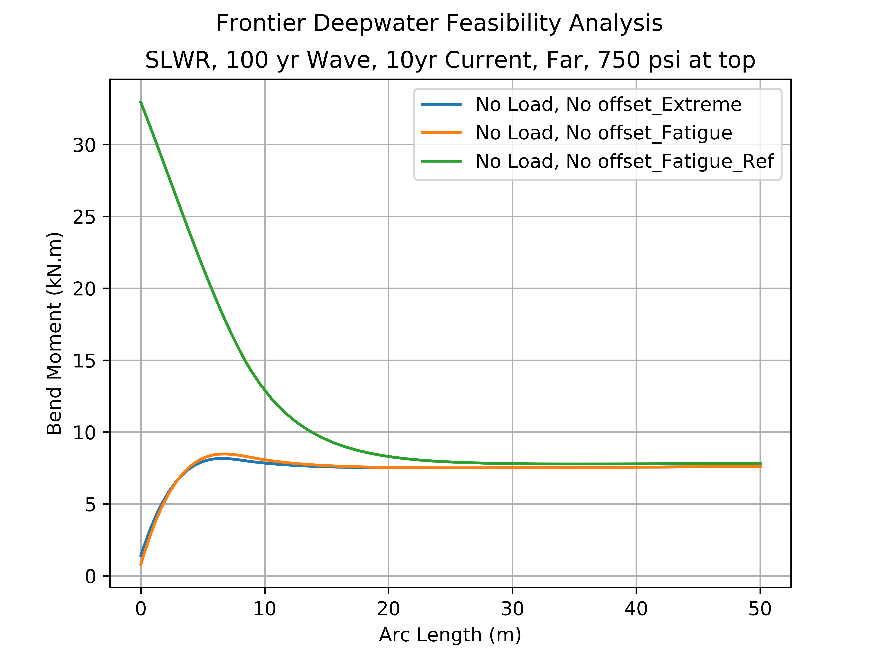 Frontier Deepwater Feasibility Analysis
SLWR, 100 yr Wave, 10yr Current, Far, 750 psi at top
No Load, No offset_Extreme
No Load, No offset_Fatigue
No Load, No offset_Fatigue_Ref
Bend Moment (kN.m)
30
25
20
15
10
5
0
0 10 20 30 40 50
Arc Length (m)